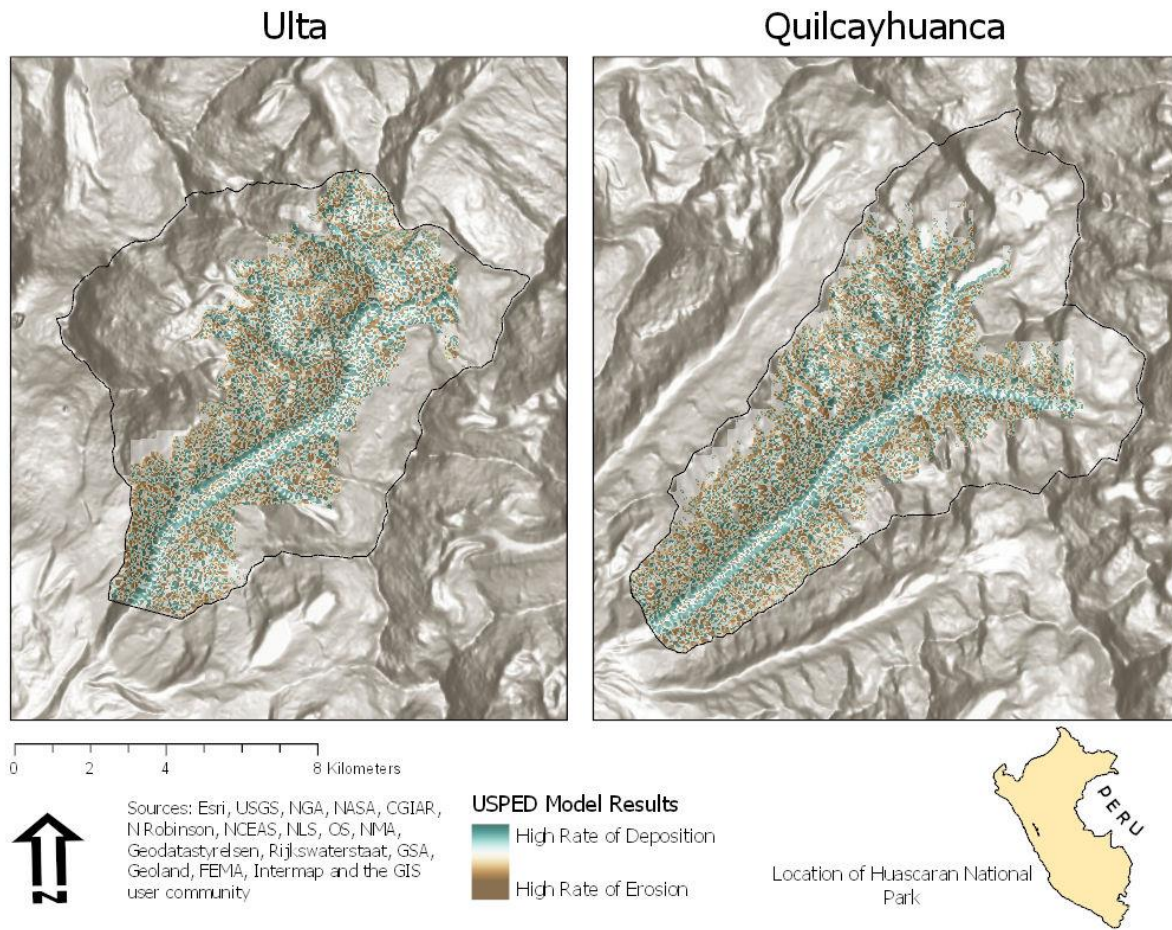 Ulta
Quilcayhuanca
0 2 4 8 Kilometers
N
Sources: Esri, USGS, NGA, NASA, CGIAR,
N Robinson, NCEAS, NLS, OS, NMA,
Geodatastyrelsen, Rijkswaterstaat, GSA,
Geoland, FEMA, Intermap and the GIS
user community
USPED Model Results
High Rate of Deposition
High Rate of Erosion
Location of Huascaran National
Park
PERU